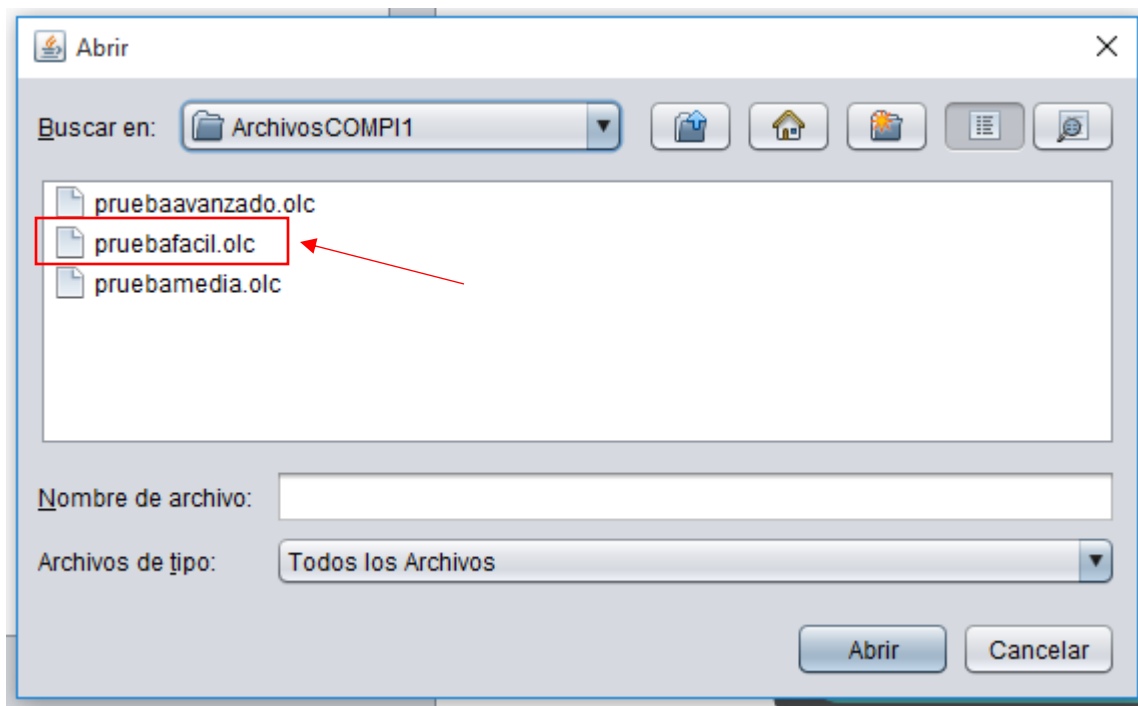 Abrir
Buscar en: ArchivosCOMPI1
pruebaavanzado.olc
pruebafacil.olc
pruebamedia.olc
Nombre de archivo:
Archivos de tipo: Todos los Archivos
Abrir Cancelar